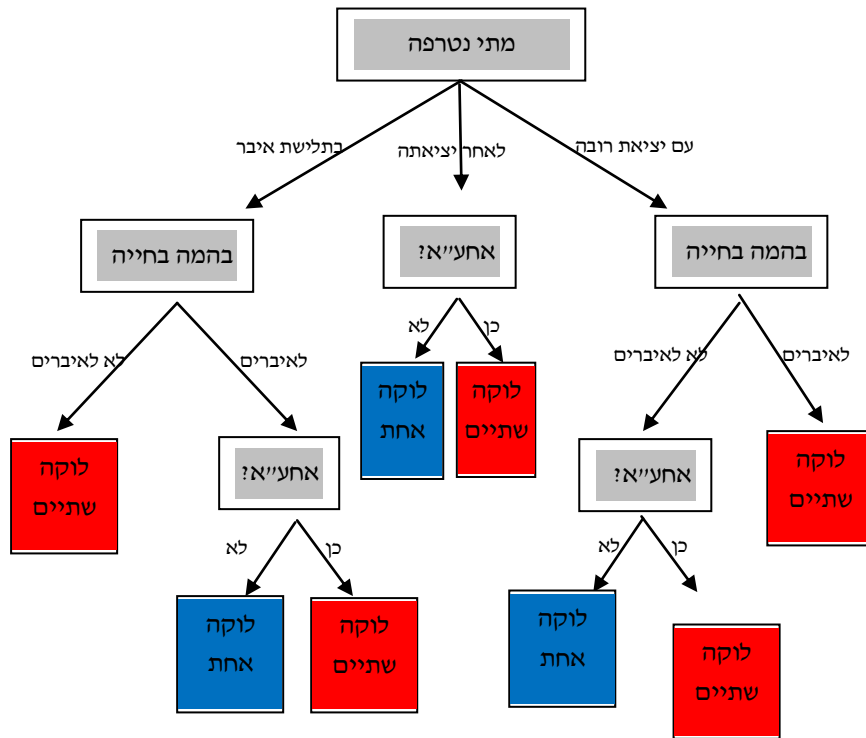 מתי נטרפה
עם יציאת רובה
לאחר יציאתה
בתלישת איבר
בהמה בחייה
אחע״א?
בהמה בחייה
לאיברים
לא לאיברים
כן
לא
לאיברים
לא לאיברים
לוקה
שתיים
אחע״א?
לוקה
שתיים
לוקה
אחת
אחע״א?
לוקה
שתיים
כן
לא
כן
לא
לוקה
שתיים
לוקה
אחת
לוקה
שתיים
לוקה
אחת